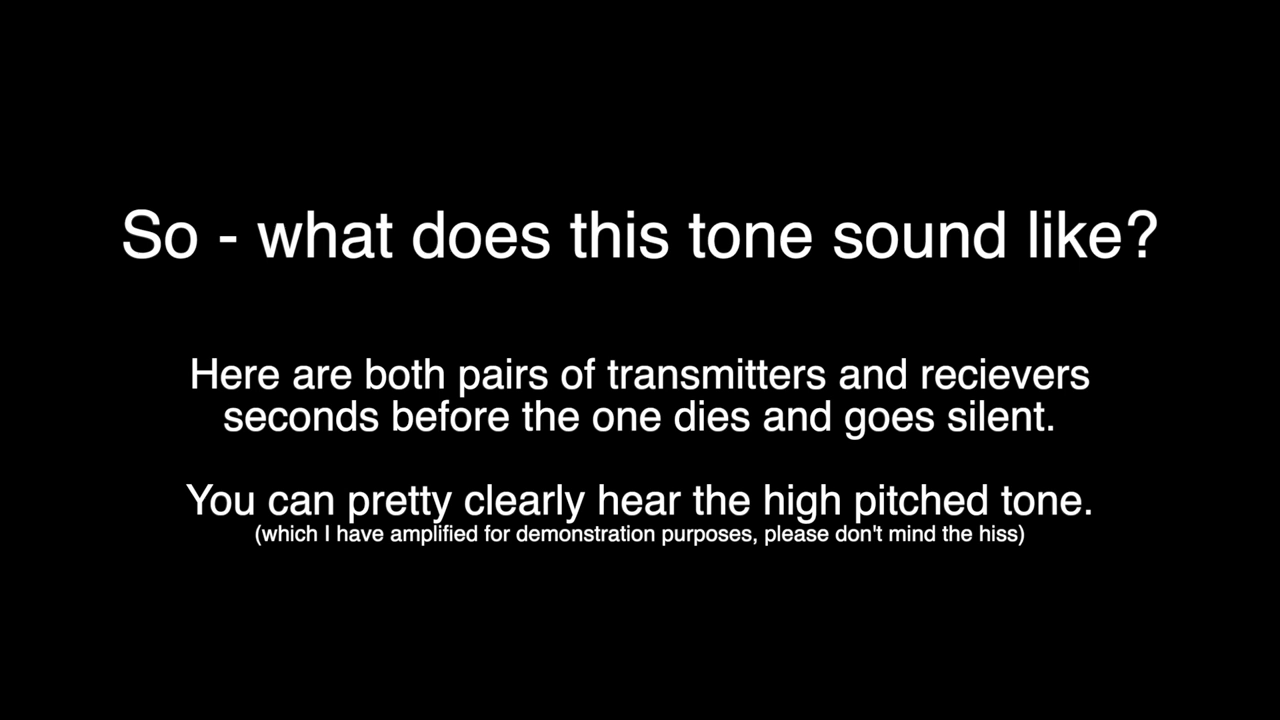 So - what does this tone sound like?
Here are both pairs of transmitters and recievers
seconds before the one dies and goes silent.
You can pretty clearly hear the high pitched tone.
(which I have amplified for demonstration purposes, please don't mind the hiss)